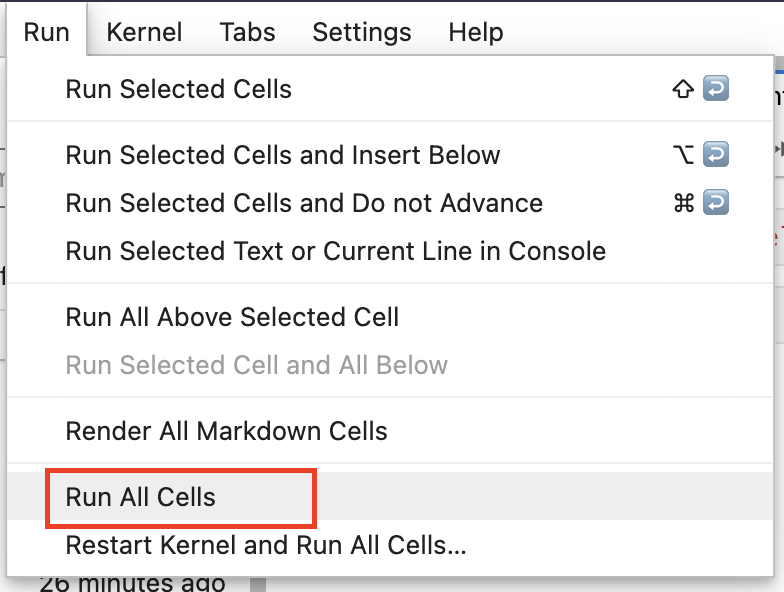 Run Kernel Tabs Settings Help
Run Selected Cells ⇧ ↩
Run Selected Cells and Insert Below ⌥ ↩
Run Selected Cells and Do not Advance ⌘ ↩
Run Selected Text or Current Line in Console
Run All Above Selected Cell
Run Selected Cell and All Below
Render All Markdown Cells
Run All Cells
Restart Kernel and Run All Cells...
26 minutes ago